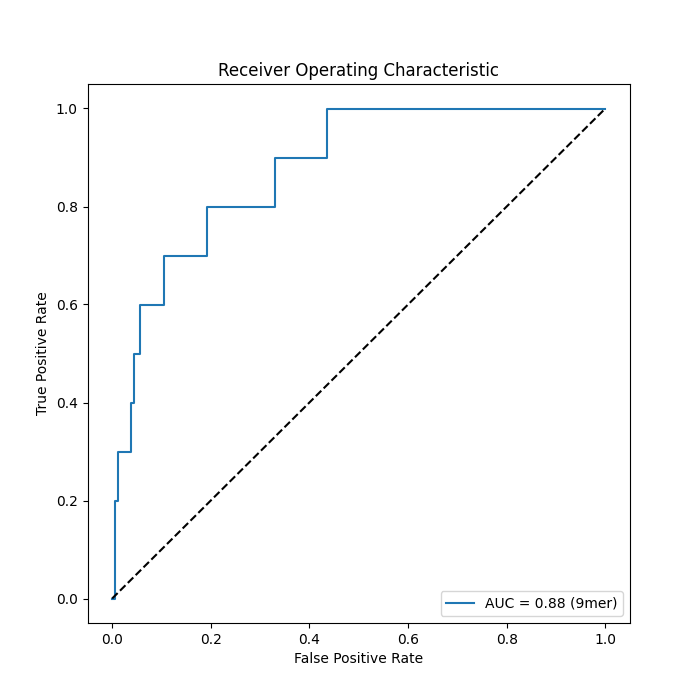 Receiver Operating Characteristic
1.0
0.8
0.6
0.4
0.2
0.0
True Positive Rate
AUC = 0.88 (9mer)
0.0 0.2 0.4 0.6 0.8 1.0
False Positive Rate